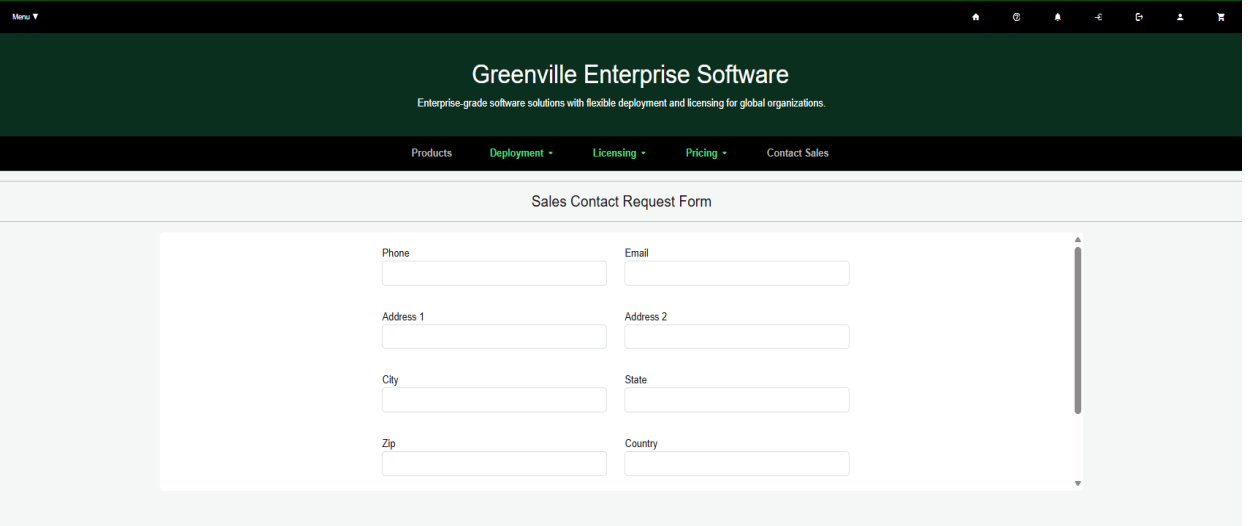 Menu ▼
Greenville Enterprise Software
Enterprise-grade software solutions with flexible deployment and licensing for global organizations.
Products Deployment Licensing Pricing Contact Sales
Sales Contact Request Form
Phone Email
Address 1 Address 2
City State
Zip Country